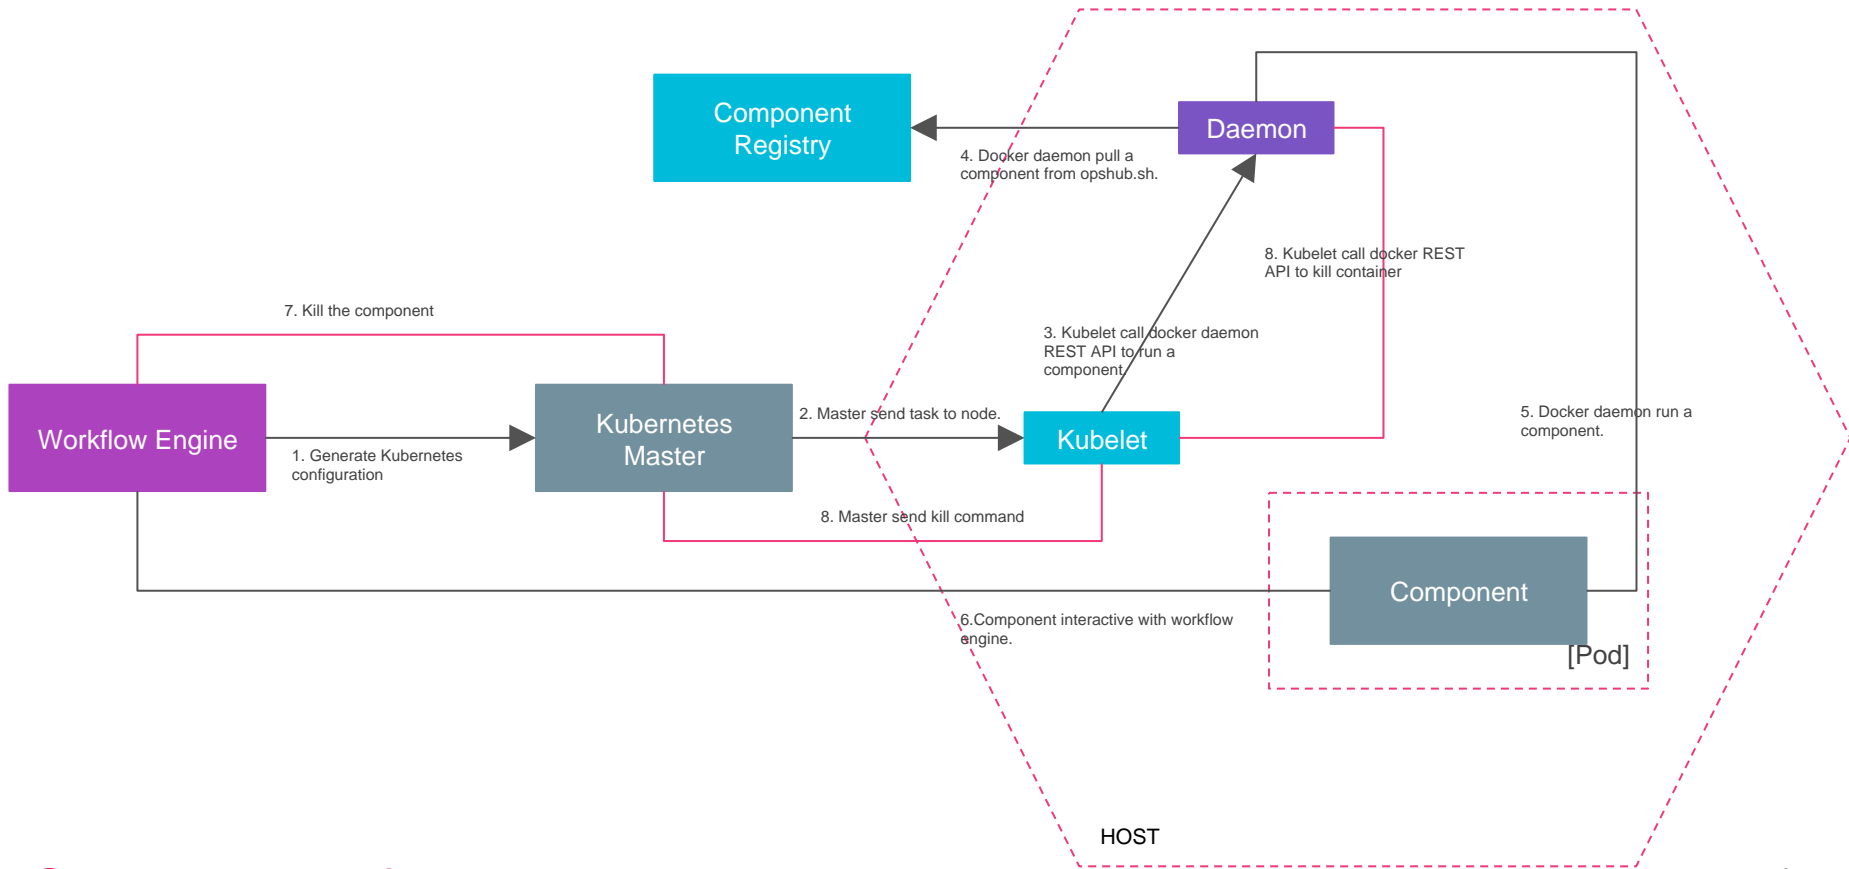 Component
Registry
Daemon
4. Docker daemon pull a
component from opshub.sh.
8. Kubelet call docker REST
API to kill container
7. Kill the component
3. Kubelet call docker daemon
REST API to run a
component.
Workflow Engine
Kubernetes
Master
2. Master send task to node.
Kubelet
5. Docker daemon run a
component.
1. Generate Kubernetes
configuration
8. Master send kill command
Component
6.Component interactive with workflow
engine.
[Pod]
HOST